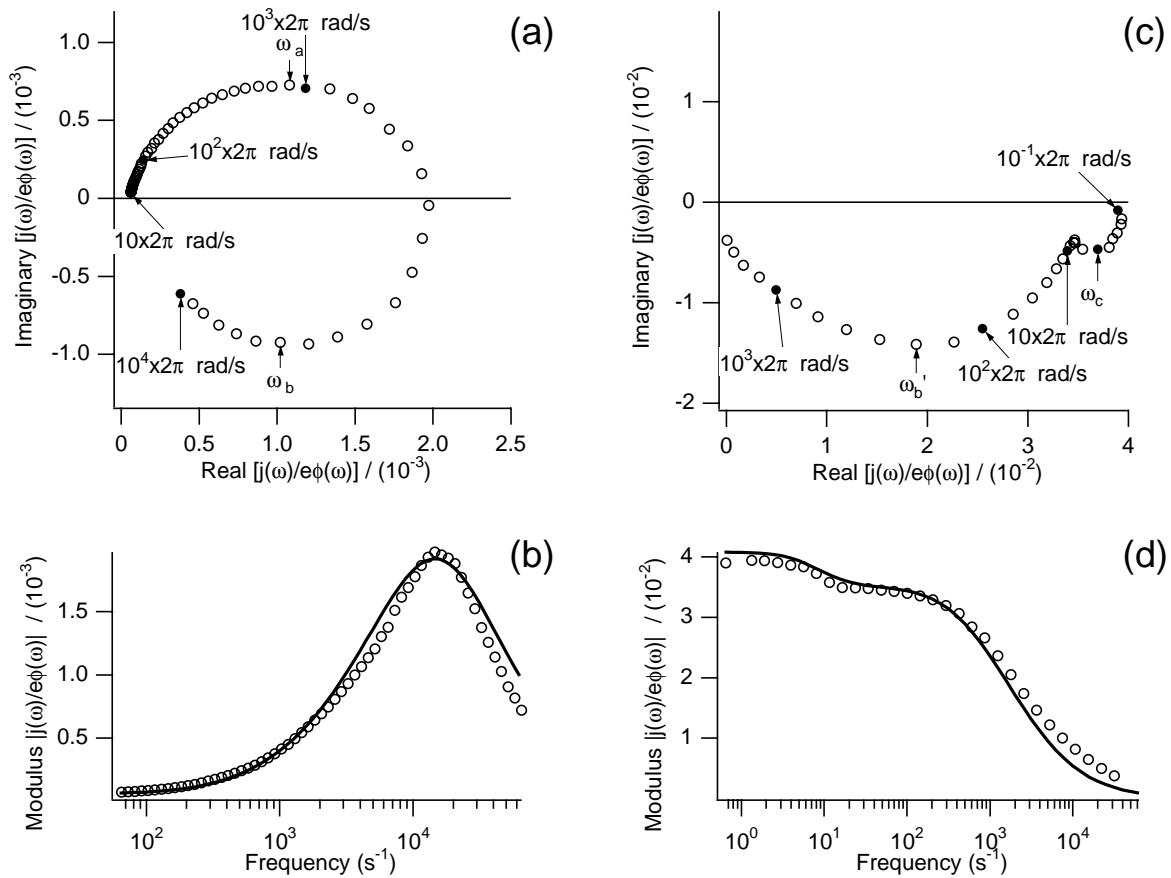 (a)
10³x2π rad/s
ωₐ
10²x2π rad/s
10x2π rad/s
10⁴x2π rad/s
ω_b
1.0
0.5
0
-0.5
-1.0
Imaginary [j(ω)/eϕ(ω)] / (10⁻³)
0 0.5 1.0 1.5 2.0 2.5
Real [j(ω)/eϕ(ω)] / (10⁻³)
(c)
10⁻¹x2π rad/s
ω_c
10x2π rad/s
10³x2π rad/s
10²x2π rad/s
ω_b'
1
0
-1
-2
Imaginary [j(ω)/eϕ(ω)] / (10⁻²)
0 1 2 3 4
Real [j(ω)/eϕ(ω)] / (10⁻²)
(b)
1.5
1.0
0.5
Modulus |j(ω)/eϕ(ω)| / (10⁻³)
10² 10³ 10⁴
Frequency (s⁻¹)
(d)
4
3
2
1
Modulus |j(ω)/eϕ(ω)| / (10⁻²)
10⁰ 10¹ 10² 10³ 10⁴
Frequency (s⁻¹)